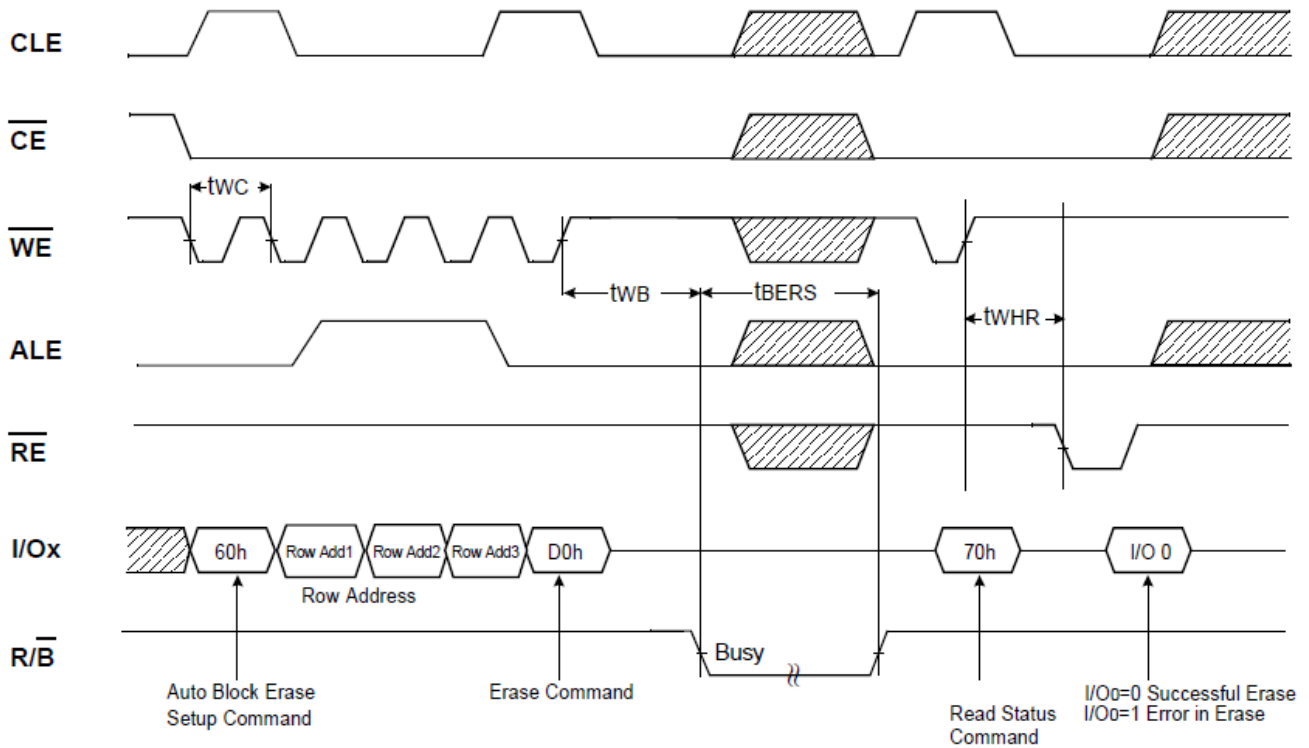 CLE
CE
tWC
WE
tWB
tBERS
tWHR
ALE
RE
I/Ox
60h
Row Add1
Row Add2
Row Add3
D0h
70h
I/O 0
Row Address
R/B
Busy
Auto Block Erase
Setup Command
Erase Command
Read Status
Command
I/O0=0 Successful Erase
I/O0=1 Error in Erase